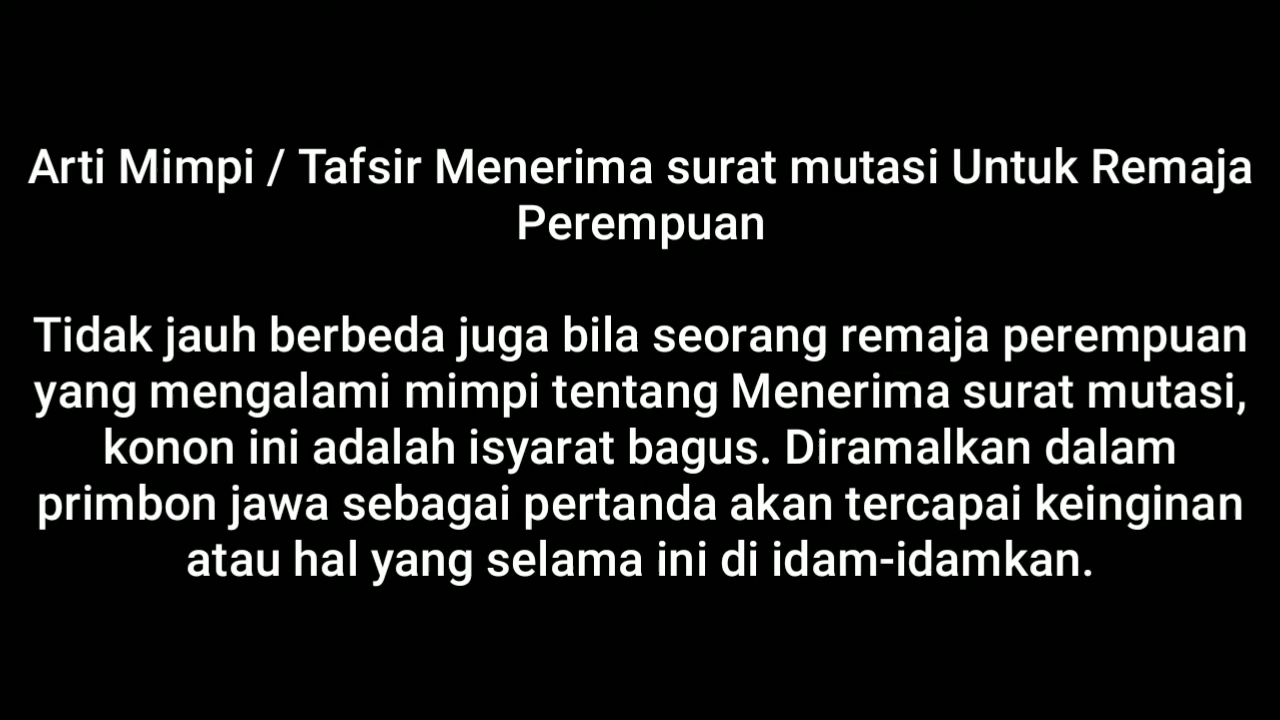 Arti Mimpi / Tafsir Menerima surat mutasi Untuk Remaja
Perempuan
Tidak jauh berbeda juga bila seorang remaja perempuan
yang mengalami mimpi tentang Menerima surat mutasi,
konon ini adalah isyarat bagus. Diramalkan dalam
primbon jawa sebagai pertanda akan tercapai keinginan
atau hal yang selama ini di idam-idamkan.